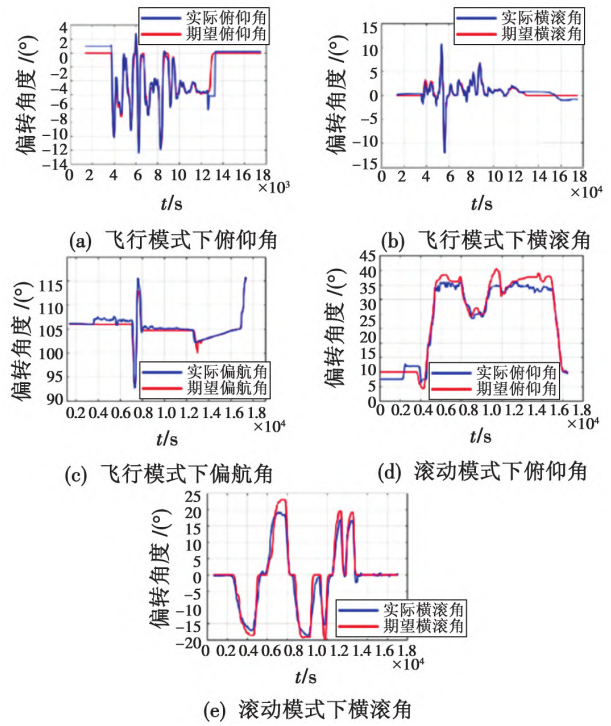 实际俯仰角
期望俯仰角
偏转角度 /(°)
4
2
0
-2
-4
-6
-8
-10
-12
-14
0 2 4 6 8 10 12 14 16 18
×10³
t/s
(a) 飞行模式下俯仰角
实际横滚角
期望横滚角
偏转角度 /(°)
15
10
5
0
-5
-10
-15
0 2 4 6 8 10 12 14 16 18
×10⁴
t/s
(b) 飞行模式下横滚角
偏转角度 /(°)
115
110
105
100
95
90
实际偏航角
期望偏航角
0.2 0.4 0.6 0.8 1.0 1.2 1.4 1.6 1.8
×10⁴
t/s
(c) 飞行模式下偏航角
偏转角度 /(°)
45
40
35
30
10
5
0
实际俯仰角
期望俯仰角
0.2 0.4 0.6 0.8 1.0 1.2 1.4 1.6 1.8
×10⁴
t/s
(d) 滚动模式下俯仰角
偏转角度 /(°)
25
20
15
10
5
0
-5
-10
-15
-20
实际横滚角
期望横滚角
0 0.2 0.4 0.6 0.8 1.0 1.2 1.4 1.6 1.8
×10⁴
t/s
(e) 滚动模式下横滚角